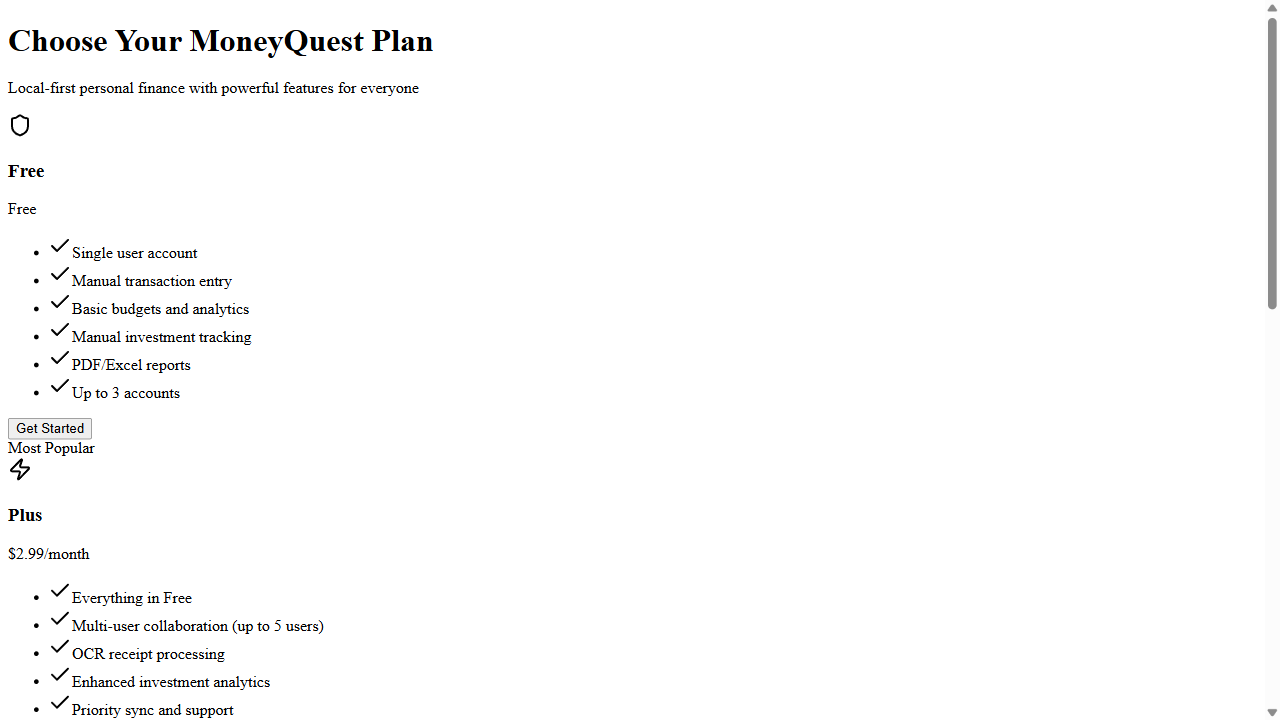 Choose Your MoneyQuest Plan
Local-first personal finance with powerful features for everyone
Free
Free
Single user account
Manual transaction entry
Basic budgets and analytics
Manual investment tracking
PDF/Excel reports
Up to 3 accounts
Get Started
Most Popular
Plus
$2.99/month
Everything in Free
Multi-user collaboration (up to 5 users)
OCR receipt processing
Enhanced investment analytics
Priority sync and support